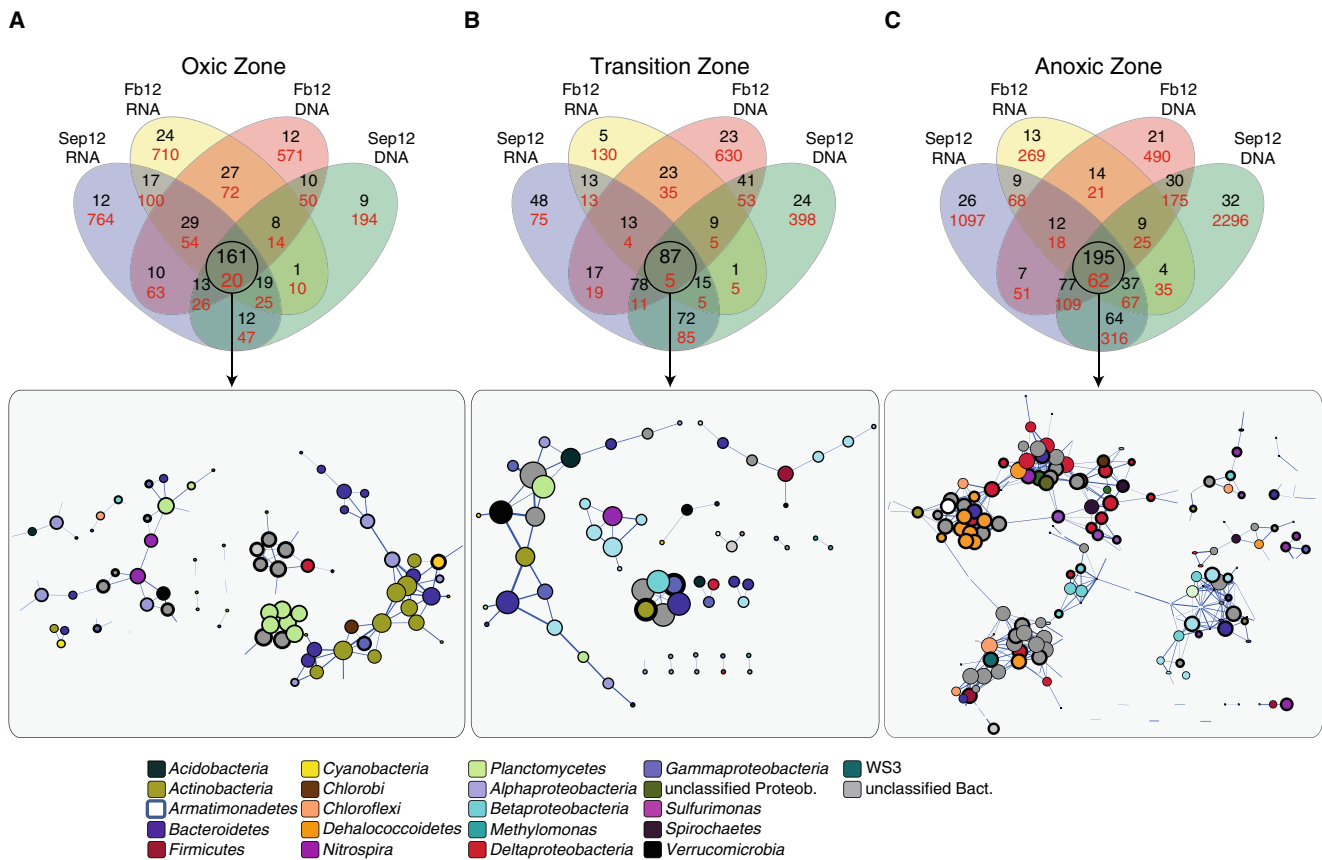 A
B
C
Oxic Zone
Transition Zone
Anoxic Zone
Fb12
RNA
Fb12
DNA
Sep12
RNA
Sep12
DNA
24
710
12
571
12
764
9
194
17
100
27
72
10
50
29
54
8
14
161
20
10
63
13
26
19
25
1
10
12
47
Fb12
RNA
Fb12
DNA
Sep12
RNA
Sep12
DNA
5
130
23
630
48
75
24
398
13
13
23
35
41
53
13
4
9
5
87
5
17
19
78
11
15
5
1
5
72
85
Fb12
RNA
Fb12
DNA
Sep12
RNA
Sep12
DNA
13
269
21
490
26
1097
32
2296
9
68
14
21
30
175
12
18
9
25
195
62
7
51
77
109
37
67
4
35
64
316
Acidobacteria
Actinobacteria
Armatimonadetes
Bacteroidetes
Firmicutes
Cyanobacteria
Chlorobi
Chloroflexi
Dehalococcoidetes
Nitrospira
Planctomycetes
Alphaproteobacteria
Betaproteobacteria
Methylomonas
Deltaproteobacteria
Gammaproteobacteria
unclassified Proteob.
Sulfurimonas
Spirochaetes
Verrucomicrobia
WS3
unclassified Bact.